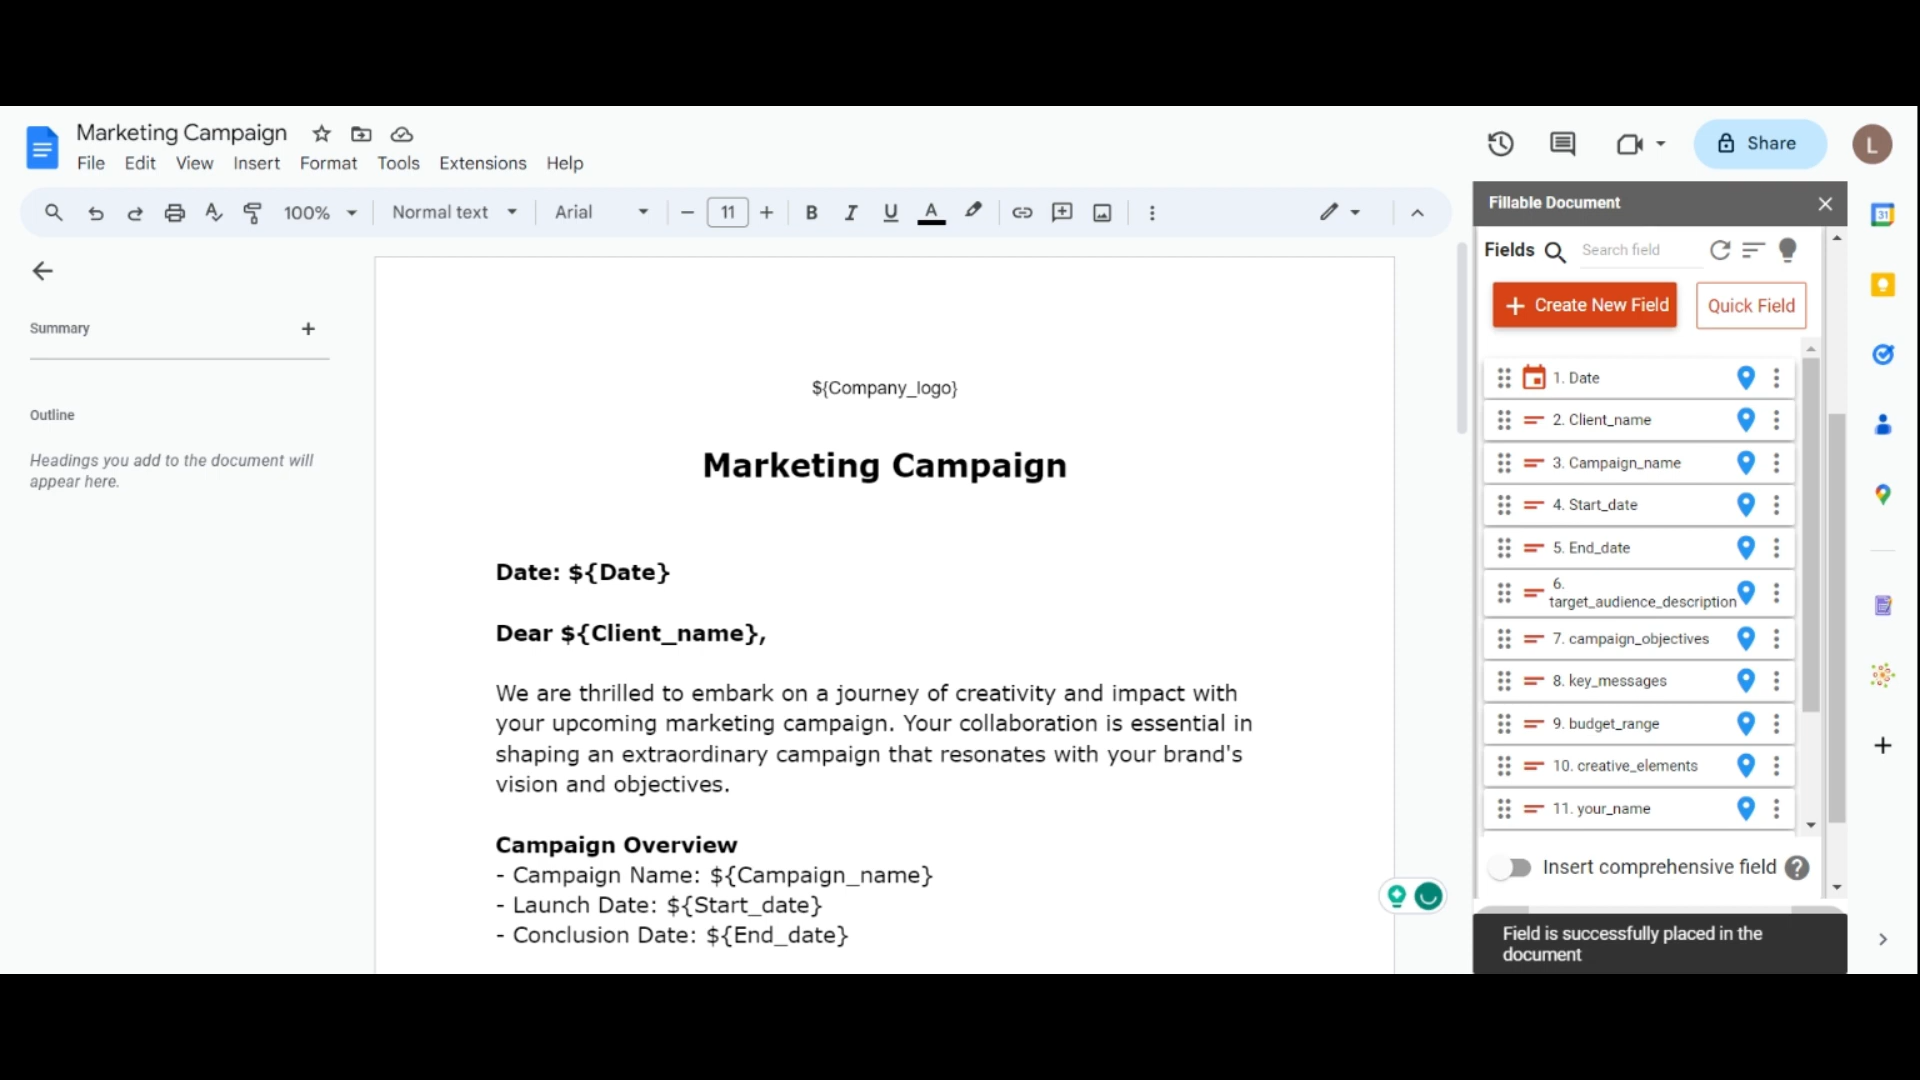 Marketing Campaign
File Edit View Insert Format Tools Extensions Help
Share
L
100% Normal text Arial 11 B I U A
Fillable Document
31
Fields Search field
Create New Field Quick Field
Summary
Outline
Headings you add to the document will
appear here.
${Company_logo}
Marketing Campaign
Date: ${Date}
Dear ${Client_name},
We are thrilled to embark on a journey of creativity and impact with
your upcoming marketing campaign. Your collaboration is essential in
shaping an extraordinary campaign that resonates with your brand's
vision and objectives.
Campaign Overview
- Campaign Name: ${Campaign_name}
- Launch Date: ${Start_date}
- Conclusion Date: ${End_date}
1. Date
2. Client_name
3. Campaign_name
4. Start_date
5. End_date
6.
target_audience_description
7. campaign_objectives
8. key_messages
9. budget_range
10. creative_elements
11. your_name
Insert comprehensive field ?
Field is successfully placed in the
document